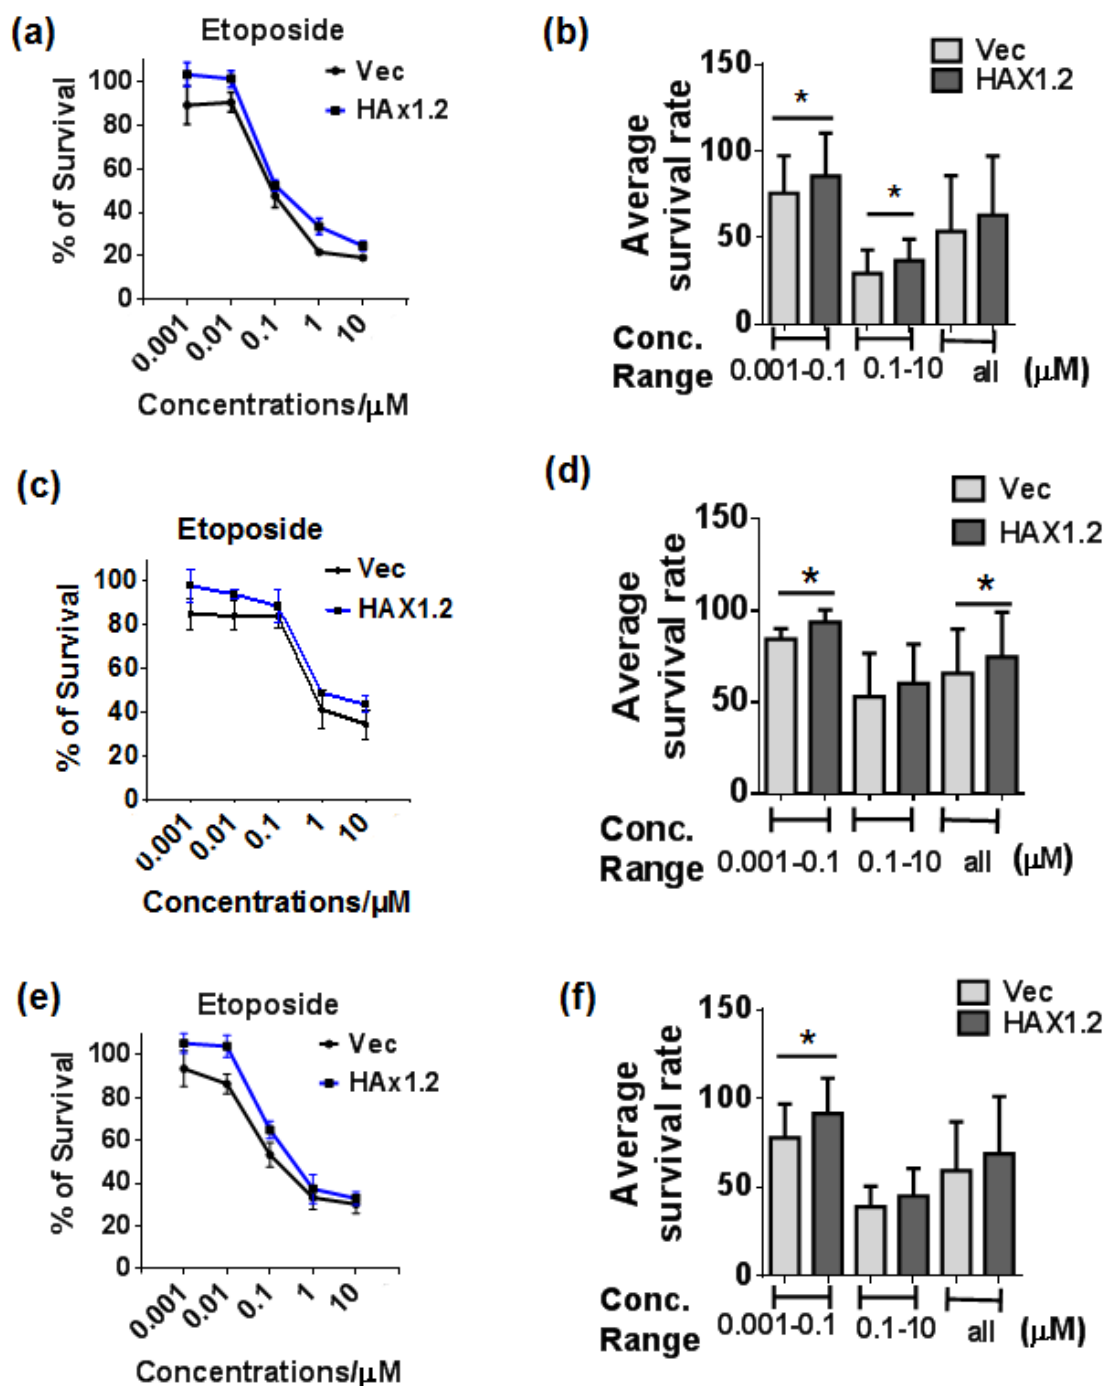 (a)
Etoposide
Vec
HAx1.2
% of Survival
100
80
60
40
20
0
0.001
0.01
0.1
1
10
Concentrations/μM
(b)
Vec
HAX1.2
Average
survival rate
150
100
50
0
*
*
Conc.
Range
0.001-0.1
0.1-10
all
(μM)
(c)
Etoposide
Vec
HAX1.2
% of Survival
100
80
60
40
20
0
0.001
0.01
0.1
1
10
Concentrations/μM
(d)
Vec
HAX1.2
Average
survival rate
150
100
50
0
*
*
Conc.
Range
0.001-0.1
0.1-10
all
(μM)
(e)
Etoposide
Vec
HAx1.2
% of Survival
100
80
60
40
20
0
0.001
0.01
0.1
1
10
Concentrations/μM
(f)
Vec
HAX1.2
Average
survival rate
150
100
50
0
*
Conc.
Range
0.001-0.1
0.1-10
all
(μM)